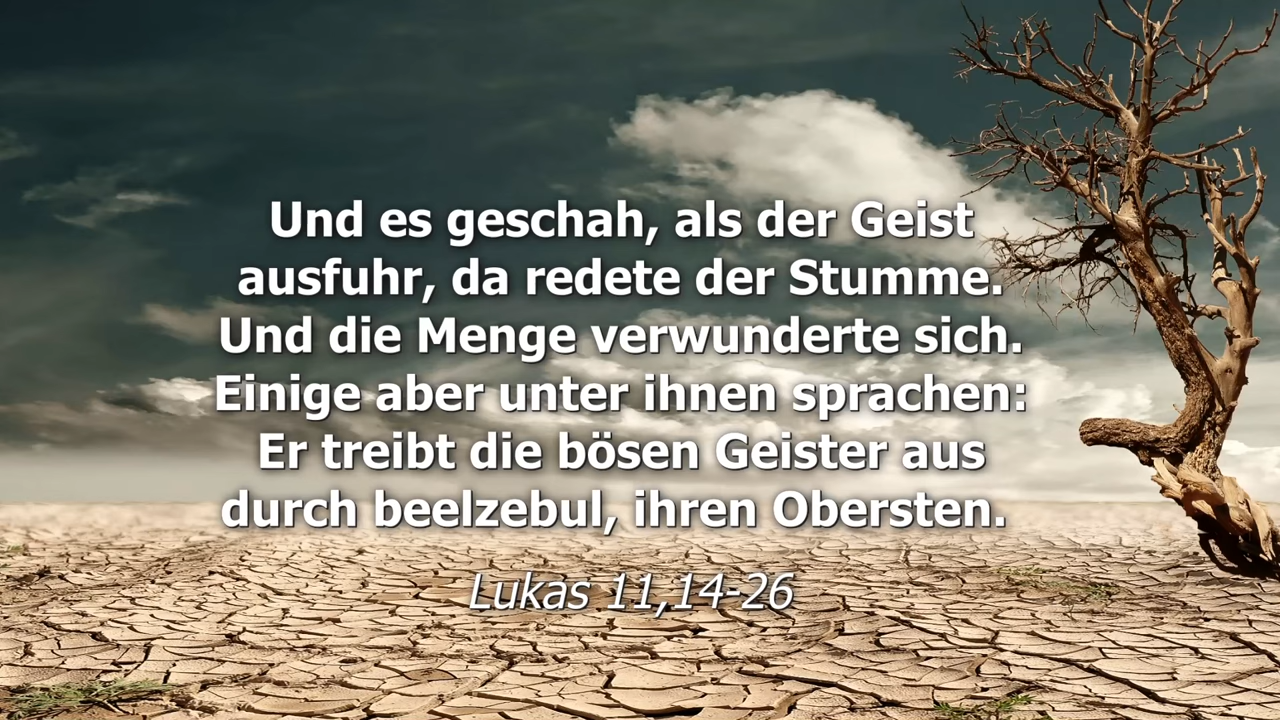 Und es geschah, als der Geist
ausfuhr, da redete der Stumme.
Und die Menge verwunderte sich.
Einige aber unter ihnen sprachen:
Er treibt die bösen Geister aus
durch beelzebul, ihren Obersten.
Lukas 11,14-26